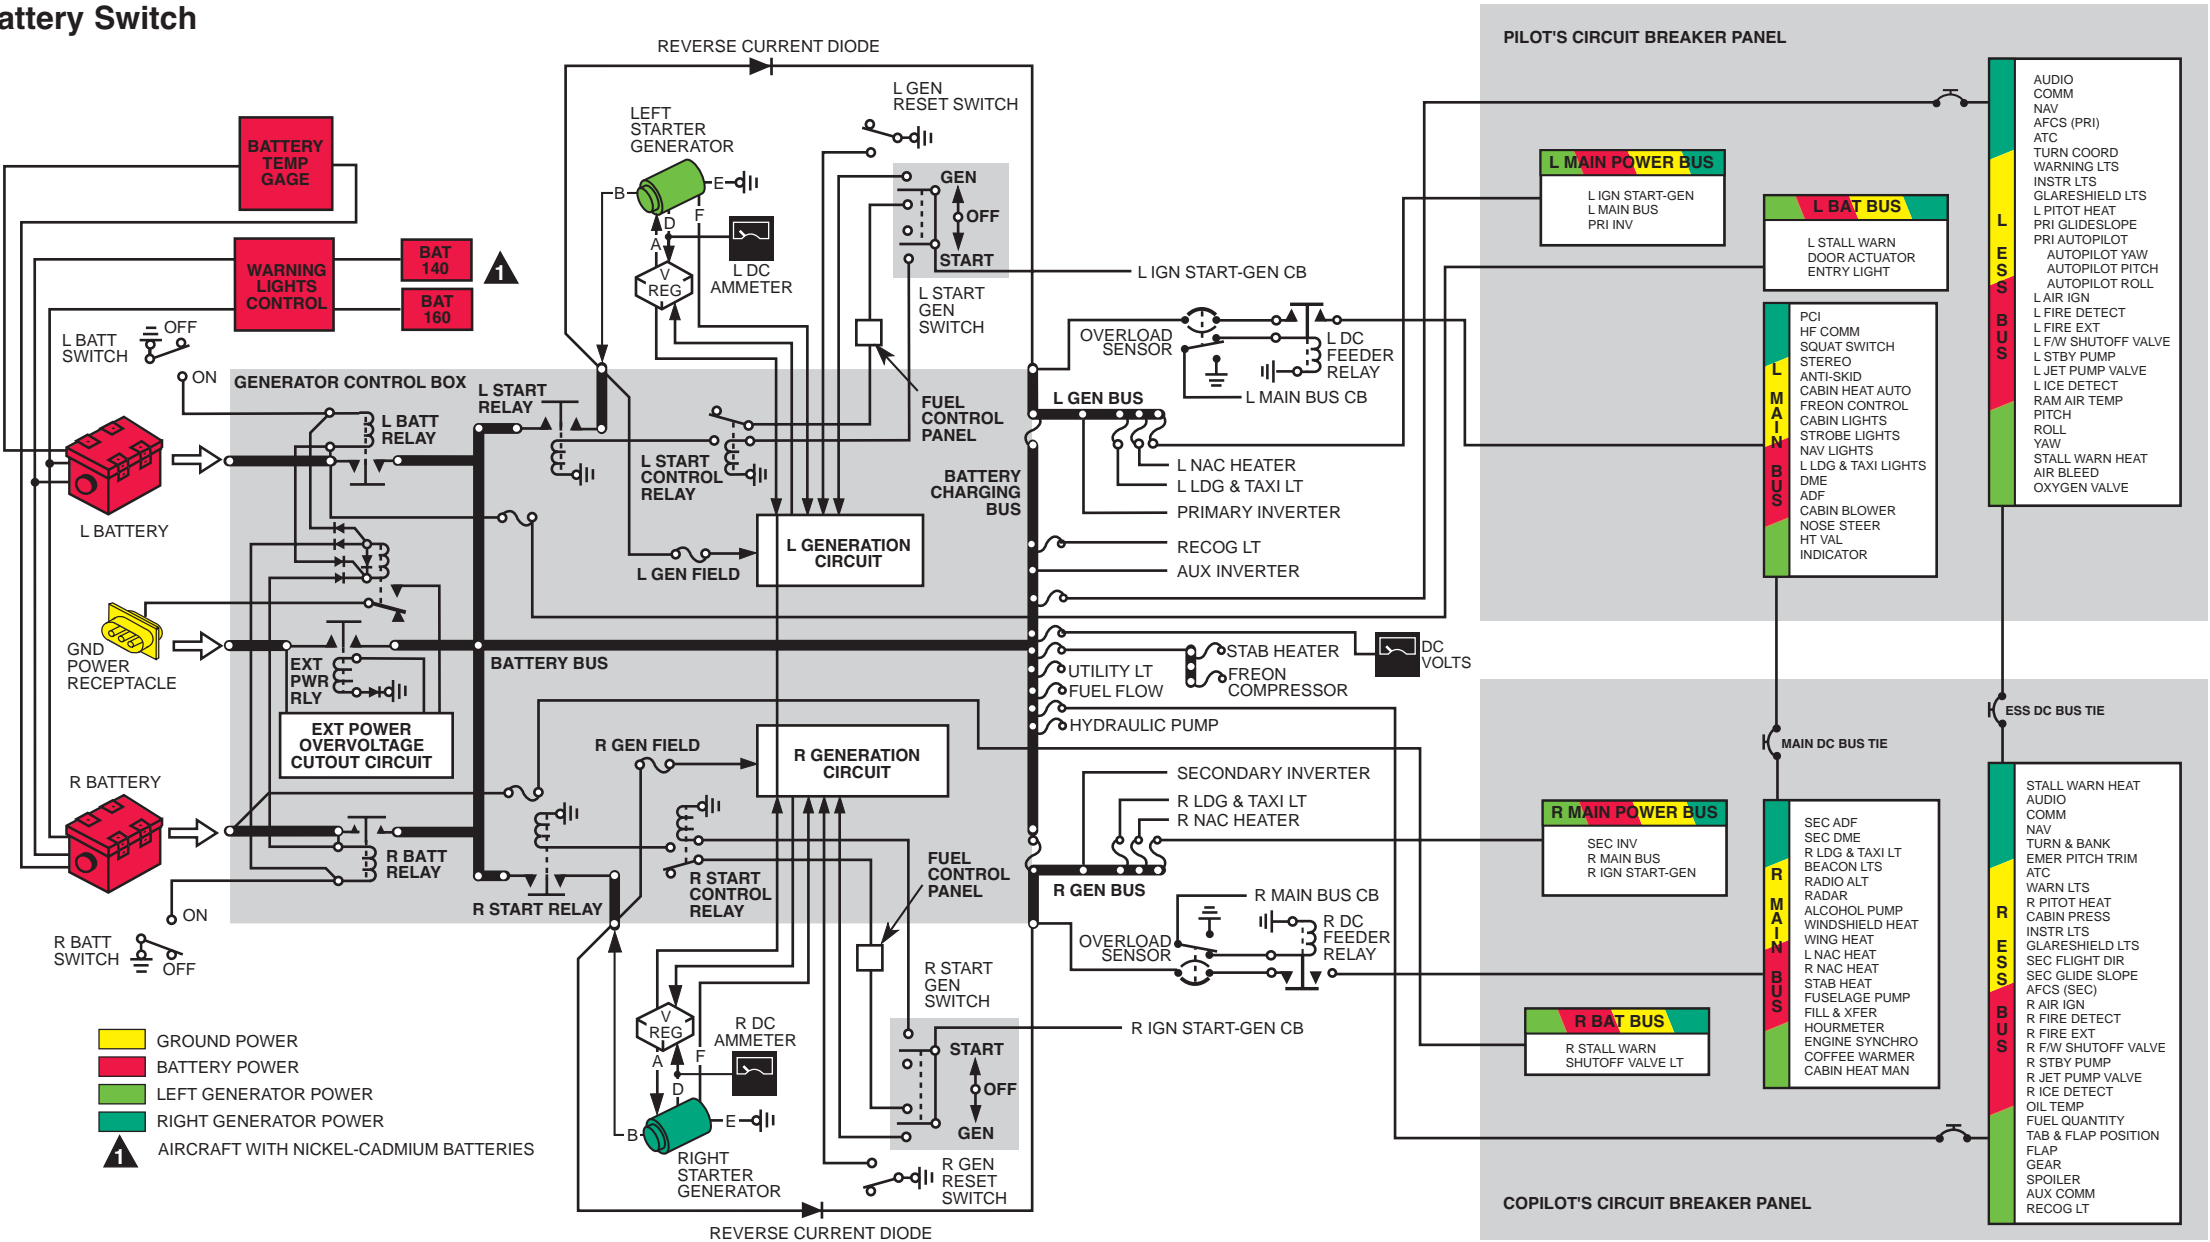 attery Switch
REVERSE CURRENT DIODE
BATTERY
TEMP
GAGE
WARNING
LIGHTS
CONTROL
BAT
140
BAT
160
1
L BATT
SWITCH
OFF
ON
L BATTERY
GND
POWER
RECEPTACLE
R BATTERY
ON
R BATT
SWITCH
OFF
GENERATOR CONTROL BOX
L BATT
RELAY
L START
RELAY
LEFT
STARTER
GENERATOR
B
E
D
F
A
V
REG
L DC
AMMETER
L GEN
RESET SWITCH
GEN
OFF
START
L START
GEN
SWITCH
L IGN START-GEN CB
FUEL
CONTROL
PANEL
L START
CONTROL
RELAY
BATTERY
CHARGING
BUS
L GEN FIELD
L GENERATION
CIRCUIT
EXT
PWR
RLY
BATTERY BUS
EXT POWER
OVERVOLTAGE
CUTOUT CIRCUIT
R GEN FIELD
R GENERATION
CIRCUIT
R BATT
RELAY
R START RELAY
R START
CONTROL
RELAY
FUEL
CONTROL
PANEL
V
REG
A
D
F
B
E
R DC
AMMETER
RIGHT
STARTER
GENERATOR
R START
GEN
SWITCH
START
OFF
GEN
R IGN START-GEN CB
R GEN
RESET
SWITCH
REVERSE CURRENT DIODE
OVERLOAD
SENSOR
L DC
FEEDER
RELAY
L MAIN BUS CB
L GEN BUS
L NAC HEATER
L LDG & TAXI LT
PRIMARY INVERTER
RECOG LT
AUX INVERTER
STAB HEATER
DC
VOLTS
UTILITY LT
FREON
COMPRESSOR
FUEL FLOW
HYDRAULIC PUMP
SECONDARY INVERTER
R LDG & TAXI LT
R NAC HEATER
R GEN BUS
R MAIN BUS CB
OVERLOAD
SENSOR
R DC
FEEDER
RELAY
PILOT'S CIRCUIT BREAKER PANEL
L MAIN POWER BUS
L IGN START-GEN
L MAIN BUS
PRI INV
L BAT BUS
L STALL WARN
DOOR ACTUATOR
ENTRY LIGHT
L MAIN BUS
PCI
HF COMM
SQUAT SWITCH
STEREO
ANTI-SKID
CABIN HEAT AUTO
FREON CONTROL
CABIN LIGHTS
STROBE LIGHTS
NAV LIGHTS
L LDG & TAXI LIGHTS
DME
ADF
CABIN BLOWER
NOSE STEER
HT VAL
INDICATOR
L ESS BUS
AUDIO
COMM
NAV
AFCS (PRI)
ATC
TURN COORD
WARNING LTS
INSTR LTS
GLARESHIELD LTS
L PITOT HEAT
PRI GLIDESLOPE
PRI AUTOPILOT
AUTOPILOT YAW
AUTOPILOT PITCH
AUTOPILOT ROLL
L AIR IGN
L FIRE DETECT
L FIRE EXT
L F/W SHUTOFF VALVE
L STBY PUMP
L JET PUMP VALVE
L ICE DETECT
RAM AIR TEMP
PITCH
ROLL
YAW
STALL WARN HEAT
AIR BLEED
OXYGEN VALVE
MAIN DC BUS TIE
ESS DC BUS TIE
R MAIN POWER BUS
SEC INV
R MAIN BUS
R IGN START-GEN
R BAT BUS
R STALL WARN
SHUTOFF VALVE LT
R MAIN BUS
SEC ADF
SEC DME
R LDG & TAXI LT
BEACON LTS
RADIO ALT
RADAR
ALCOHOL PUMP
WINDSHIELD HEAT
WING HEAT
L NAC HEAT
R NAC HEAT
STAB HEAT
FUSELAGE PUMP
FILL & XFER
HOURMETER
ENGINE SYNCHRO
COFFEE WARMER
CABIN HEAT MAN
R ESS BUS
STALL WARN HEAT
AUDIO
COMM
NAV
TURN & BANK
EMER PITCH TRIM
ATC
WARN LTS
R PITOT HEAT
CABIN PRESS
INSTR LTS
GLARESHIELD LTS
SEC FLIGHT DIR
SEC GLIDE SLOPE
AFCS (SEC)
R AIR IGN
R FIRE DETECT
R FIRE EXT
R F/W SHUTOFF VALVE
R STBY PUMP
R JET PUMP VALVE
R ICE DETECT
OIL TEMP
FUEL QUANTITY
TAB & FLAP POSITION
FLAP
GEAR
SPOILER
AUX COMM
RECOG LT
COPILOT'S CIRCUIT BREAKER PANEL
GROUND POWER
BATTERY POWER
LEFT GENERATOR POWER
RIGHT GENERATOR POWER
1 AIRCRAFT WITH NICKEL-CADMIUM BATTERIES